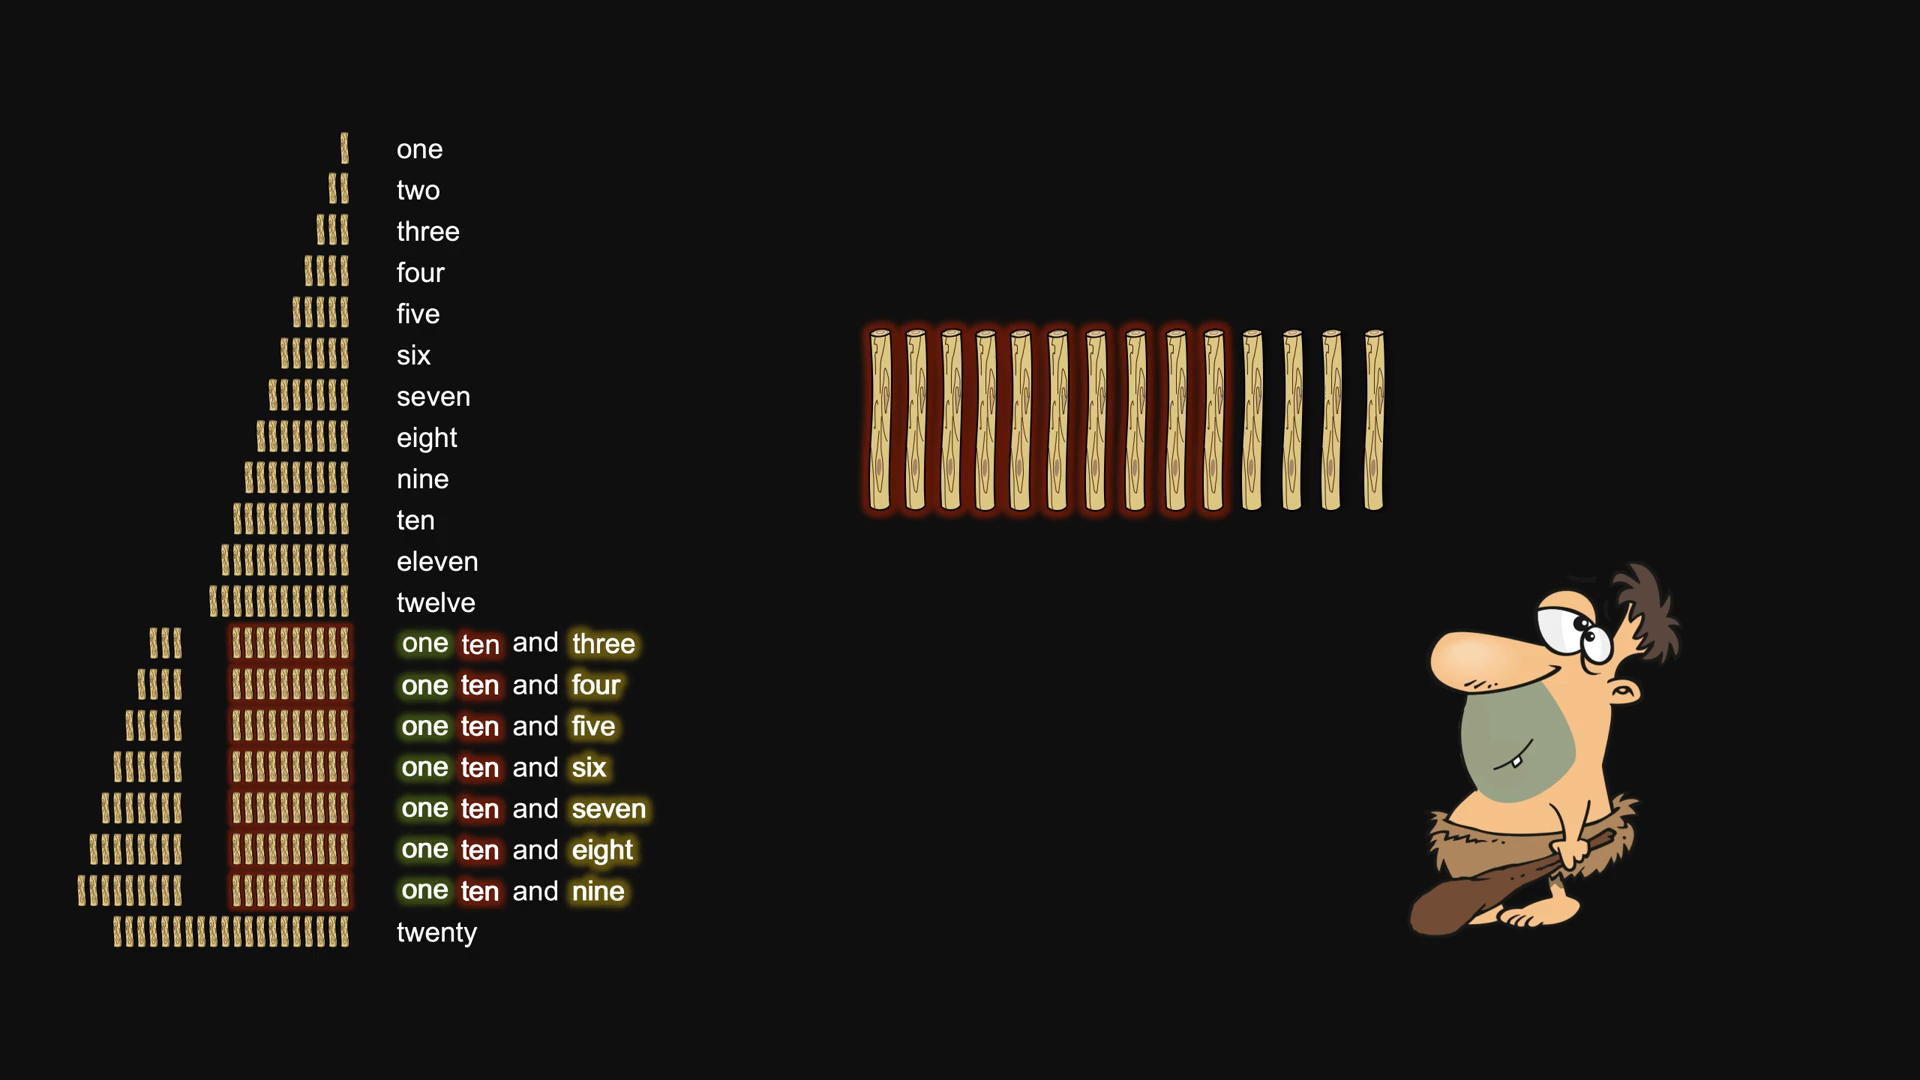 one
two
three
four
five
six
seven
eight
nine
ten
eleven
twelve
one ten and three
one ten and four
one ten and five
one ten and six
one ten and seven
one ten and eight
one ten and nine
twenty